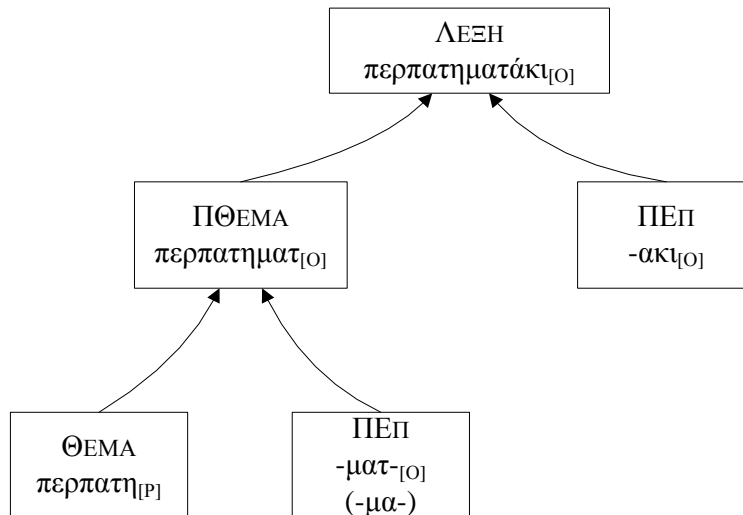 ΛΕΞΗ
περπατηματάκι[Ο]
ΠΘΕΜΑ
περπατηματ[Ο]
ΠΕΠ
-ακι[Ο]
ΘΕΜΑ
περπατη[Ρ]
ΠΕΠ
-ματ-[Ο]
(-μα-)